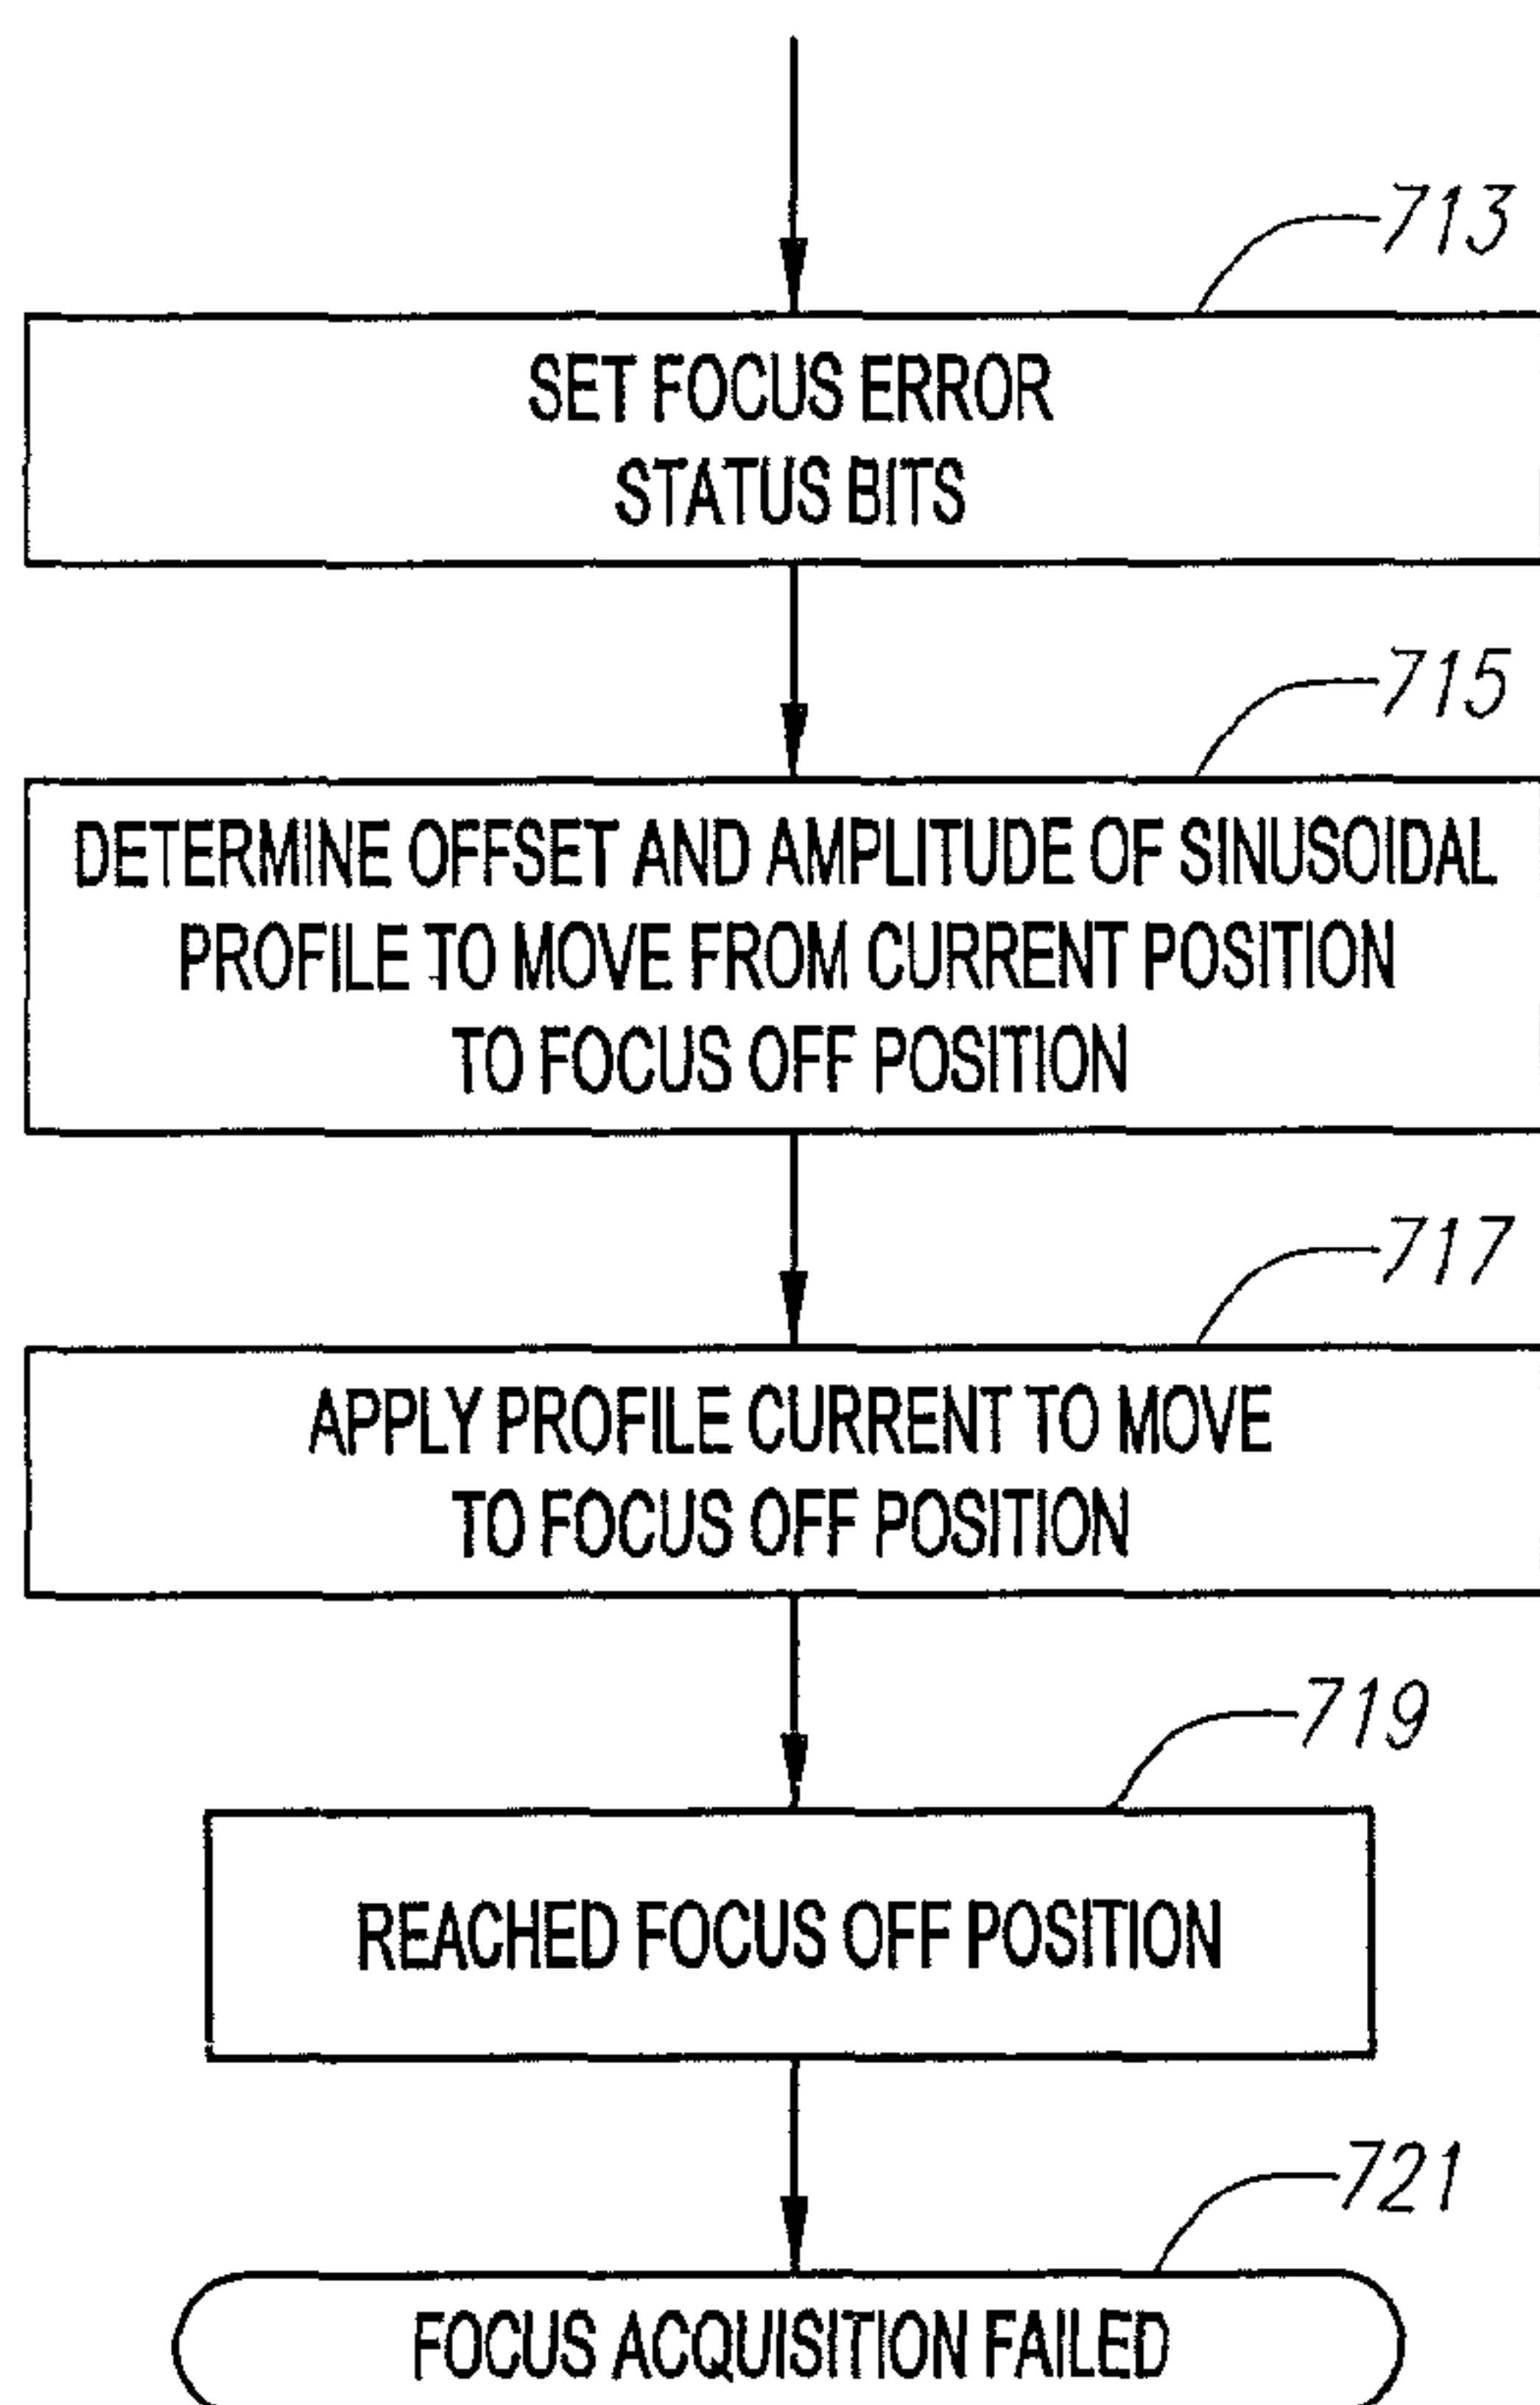 713
SET FOCUS ERROR
STATUS BITS
715
DETERMINE OFFSET AND AMPLITUDE OF SINUSOIDAL
PROFILE TO MOVE FROM CURRENT POSITION
TO FOCUS OFF POSITION
717
APPLY PROFILE CURRENT TO MOVE
TO FOCUS OFF POSITION
719
REACHED FOCUS OFF POSITION
721
FOCUS ACQUISITION FAILED